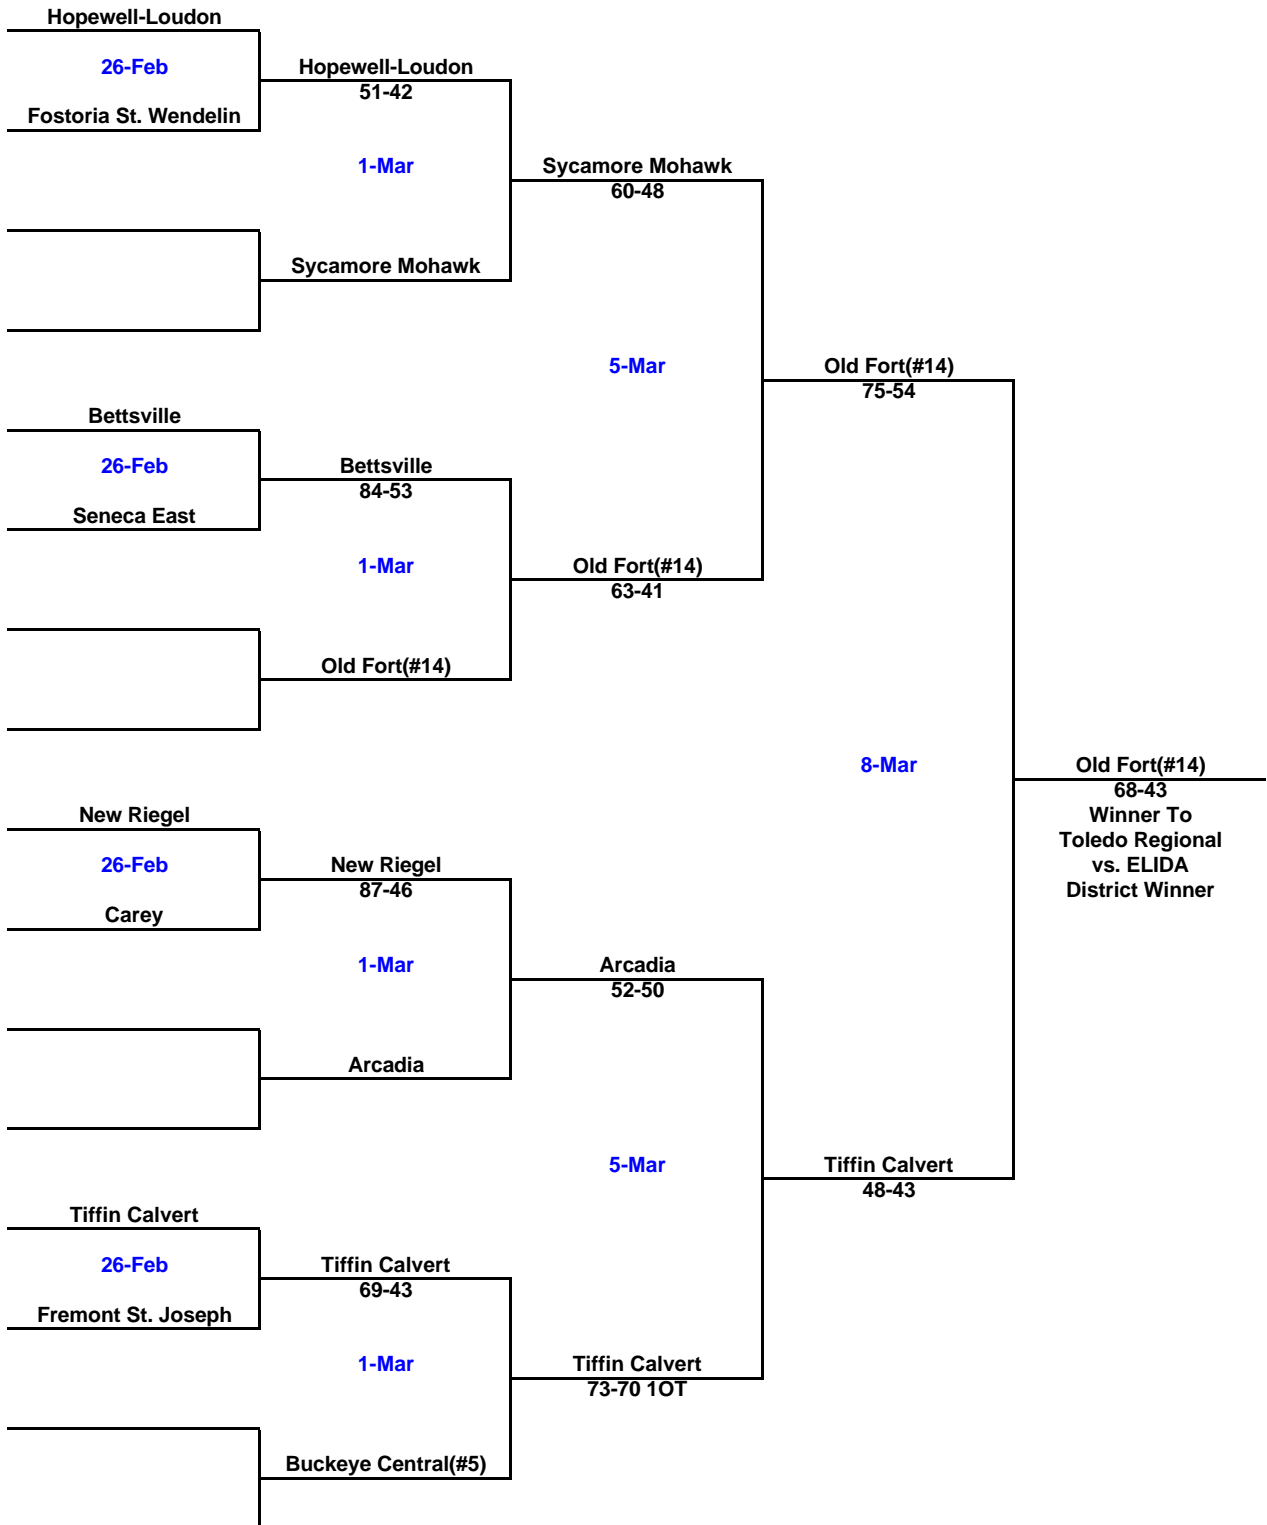 Hopewell-Loudon
26-Feb
Hopewell-Loudon
51-42
Fostoria St. Wendelin
1-Mar
Sycamore Mohawk
60-48
Sycamore Mohawk
5-Mar
Old Fort(#14)
75-54
Bettsville
26-Feb
Bettsville
84-53
Seneca East
1-Mar
Old Fort(#14)
63-41
Old Fort(#14)
8-Mar
Old Fort(#14)
68-43
Winner To
Toledo Regional
vs. ELIDA
District Winner
New Riegel
26-Feb
New Riegel
87-46
Carey
1-Mar
Arcadia
52-50
Arcadia
5-Mar
Tiffin Calvert
48-43
Tiffin Calvert
26-Feb
Tiffin Calvert
69-43
Fremont St. Joseph
1-Mar
Tiffin Calvert
73-70 1OT
Buckeye Central(#5)